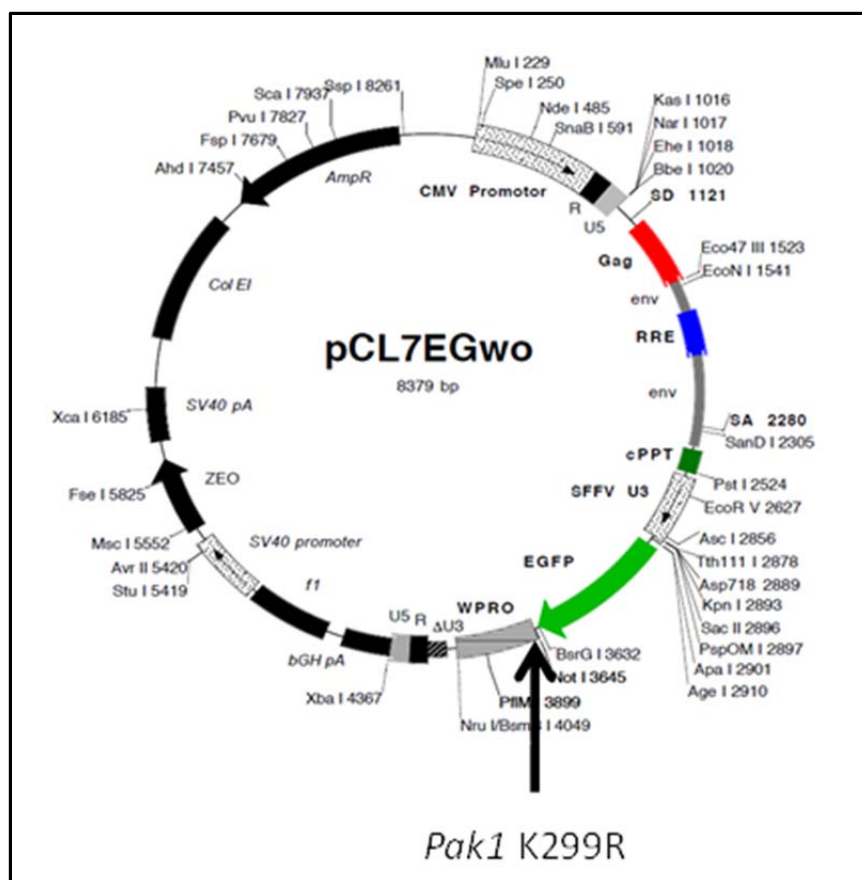 Mlu I 229
Spe I 250
Nde I 485
SnaB I 591
Kas I 1016
Nar I 1017
Ehe I 1018
Bbe I 1020
SD 1121
Ssp I 8261
Sca I 7937
Pvu I 7827
Fsp I 7679
Ahd I 7457
AmpR
CMV Promotor
R
U5
Gag
Eco47 III 1523
EcoN I 1541
env
RRE
Col EI
pCL7EGwo
8379 bp
env
SA 2280
SanD I 2305
cPPT
Pst I 2524
SFFV U3
EcoR V 2627
Xca I 6185
SV40 pA
ZEO
Fse I 5825
Asc I 2856
Tth111 I 2878
Asp718 2889
Kpn I 2893
Sac II 2896
PspOM I 2897
Apa I 2901
Age I 2910
EGFP
Msc I 5552
Avr II 5420
Stu I 5419
SV40 promoter
f1
bGH pA
U5 R ΔU3
WPRO
BsrG I 3632
Not I 3645
Xba I 4367
PflM 3899
Nru I/Bsm I 4049
Pak1 K299R